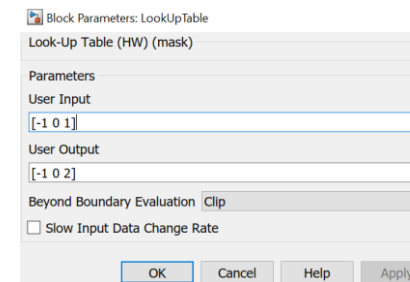 Block Parameters: LookUpTable
Look-Up Table (HW) (mask)
Parameters
User Input
[-1 0 1]
User Output
[-1 0 2]
Beyond Boundary Evaluation Clip
Slow Input Data Change Rate
OK Cancel Help Apply